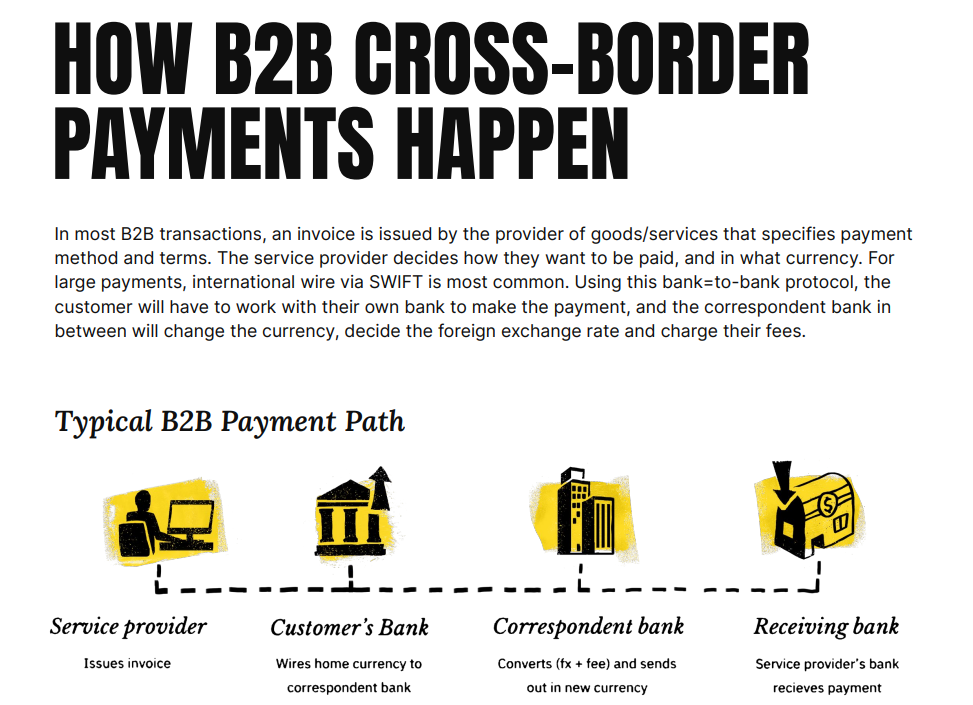 HOW B2B CROSS-BORDER
PAYMENTS HAPPEN
In most B2B transactions, an invoice is issued by the provider of goods/services that specifies payment
method and terms. The service provider decides how they want to be paid, and in what currency. For
large payments, international wire via SWIFT is most common. Using this bank=to-bank protocol, the
customer will have to work with their own bank to make the payment, and the correspondent bank in
between will change the currency, decide the foreign exchange rate and charge their fees.
Typical B2B Payment Path
$
Service provider
Issues invoice
Customer's Bank
Wires home currency to
correspondent bank
Correspondent bank
Converts (fx + fee) and sends
out in new currency
Receiving bank
Service provider's bank
recieves payment